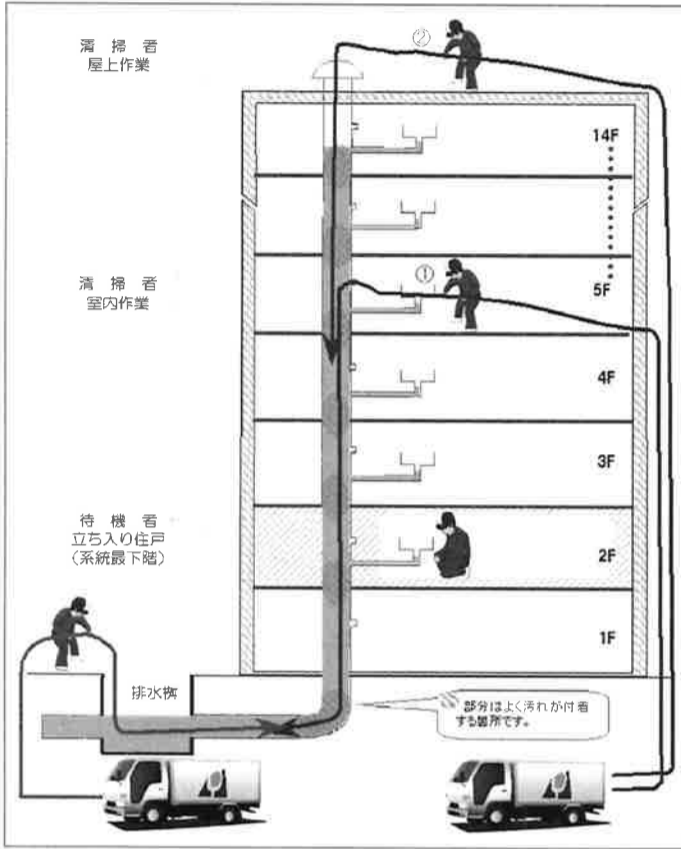 清掃者
屋上作業
②
14F
清掃者
室内作業
①
5F
4F
3F
待機者
立ち入り住戸
(系統最下階)
2F
1F
排水桝
部分はよく汚れが付着
する箇所です。